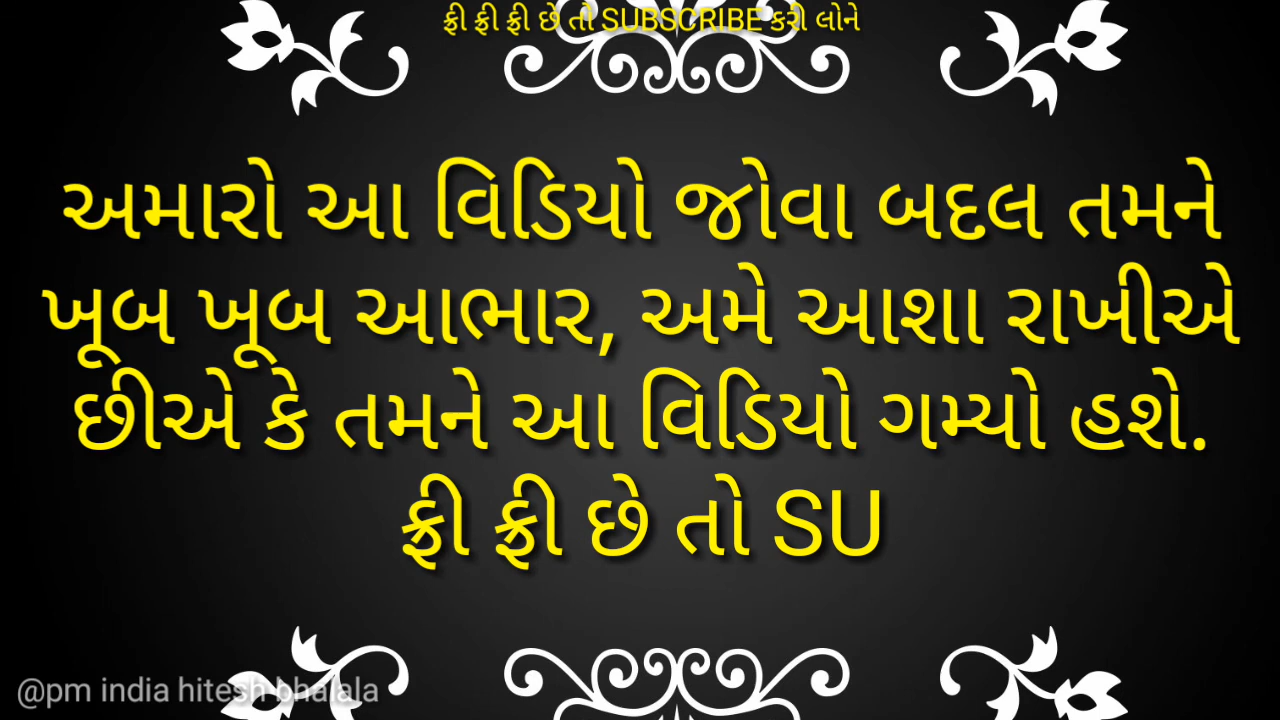 ફ્રી ફ્રી ફ્રી છે તો SUBSCRIBE કરી લોને
અમારો આ વિડિયો જોવા બદલ તમને
ખૂબ ખૂબ આભાર, અમે આશા રાખીએ
છીએ કે તમને આ વિડિયો ગમ્યો હશે.
ફ્રી ફ્રી છે તો SU
@pm india hitesh bhalala